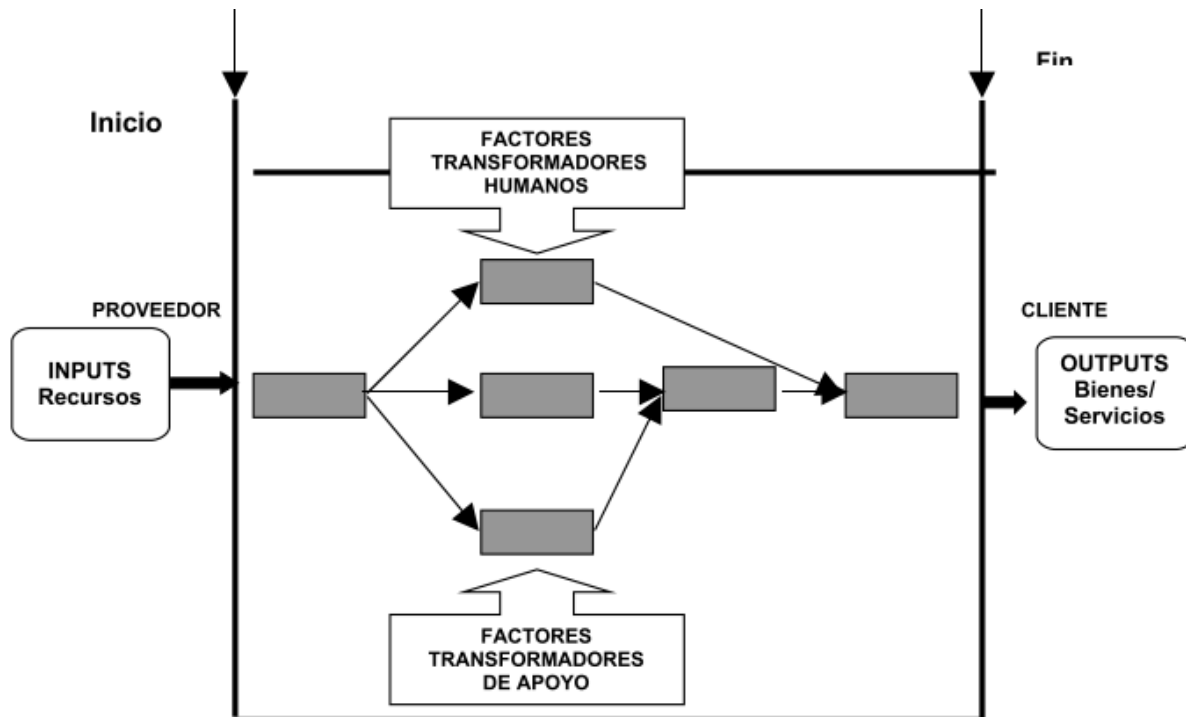 Fin
Inicio
FACTORES
TRANSFORMADORES
HUMANOS
PROVEEDOR
CLIENTE
INPUTS
Recursos
OUTPUTS
Bienes/
Servicios
FACTORES
TRANSFORMADORES
DE APOYO